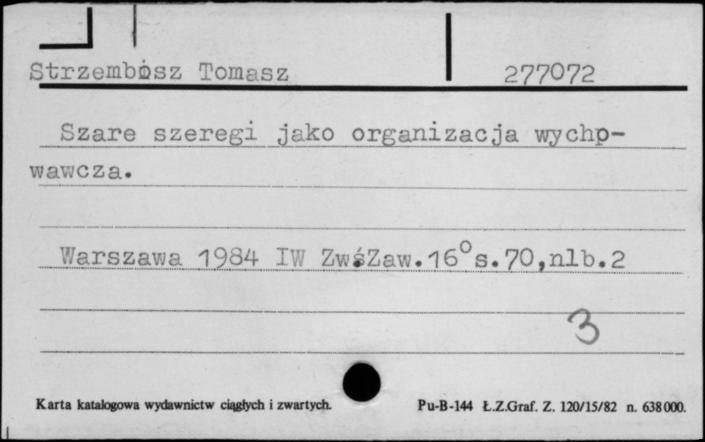 Strzembosz Tomasz 277072
Szare szeregi jako organizacja wychp-
wawcza.
Warszawa 1984 IW ZwśZaw.16°s.70,nlb.2
3
Karta katalogowa wydawnictw ciągłych i zwartych. Pu-B-144 Ł.Z.Graf. Z. 120/15/82 n. 638000.